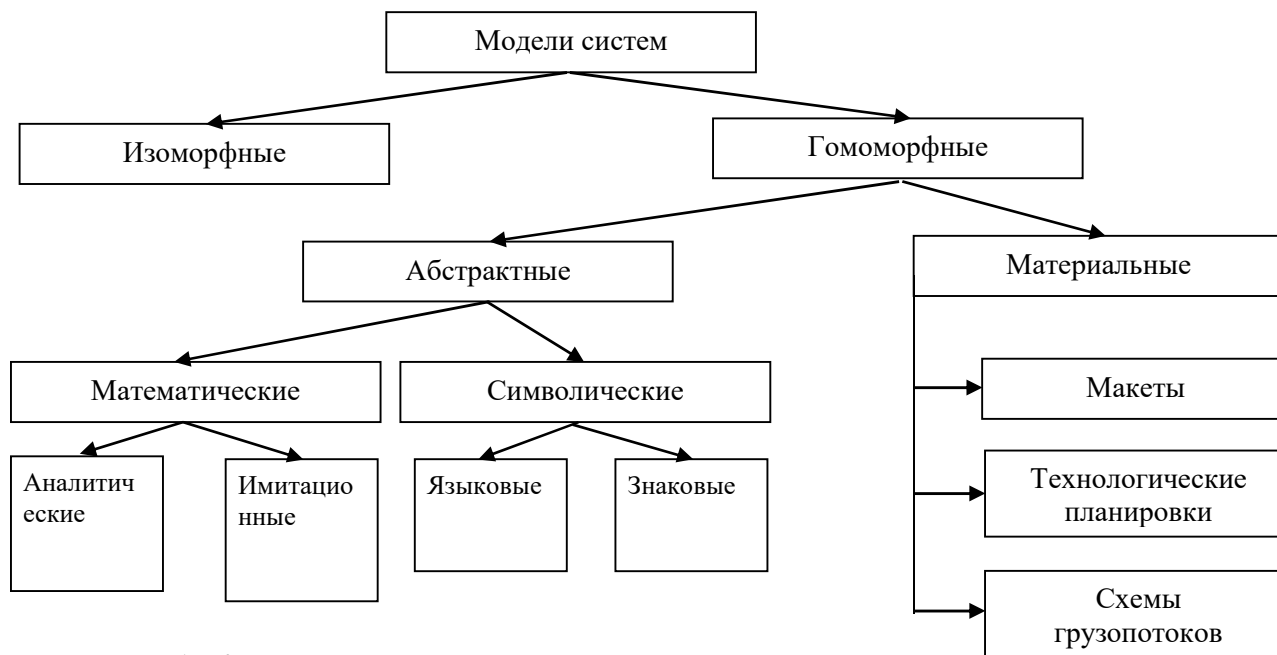 Модели систем
Изоморфные
Гомоморфные
Абстрактные
Материальные
Математические
Символические
Макеты
Аналитич
еские
Имитацио
нные
Языковые
Знаковые
Технологические
планировки
Схемы
грузопотоков